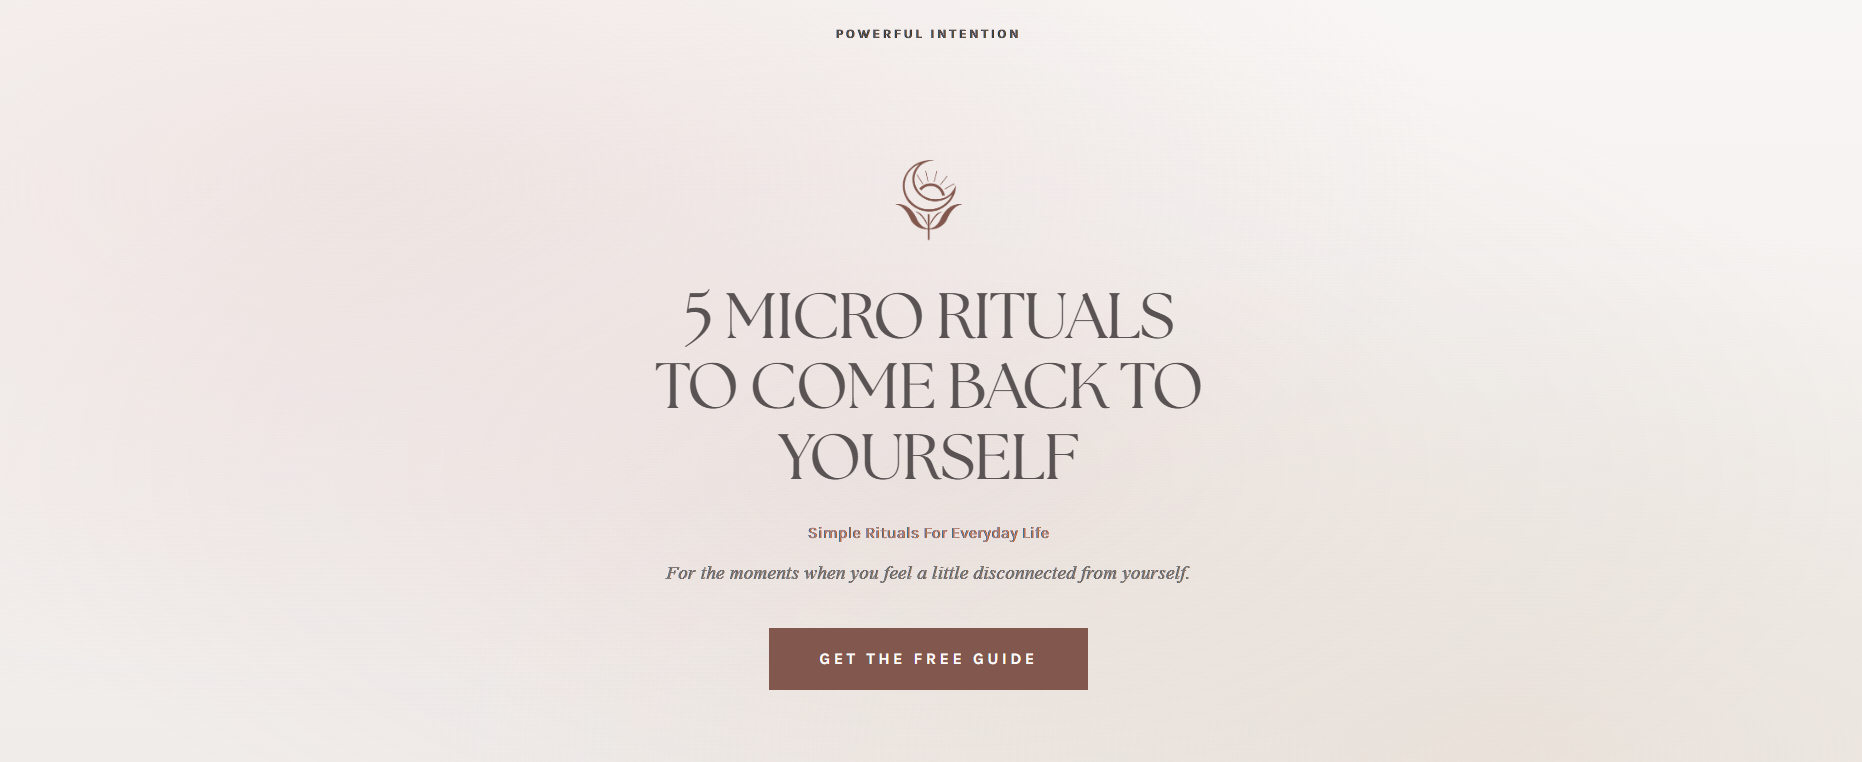 POWERFUL INTENTION
5 MICRO RITUALS
TO COME BACK TO
YOURSELF
Simple Rituals For Everyday Life
For the moments when you feel a little disconnected from yourself.
GET THE FREE GUIDE